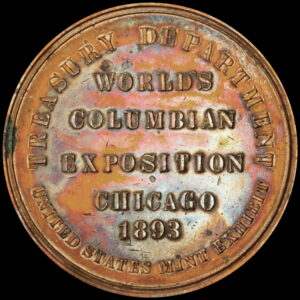 TREASURY DEPARTMENT
WORLD'S
COLUMBIAN
EXPOSITION
CHICAGO
1893
UNITED STATES MINT EXHIBIT